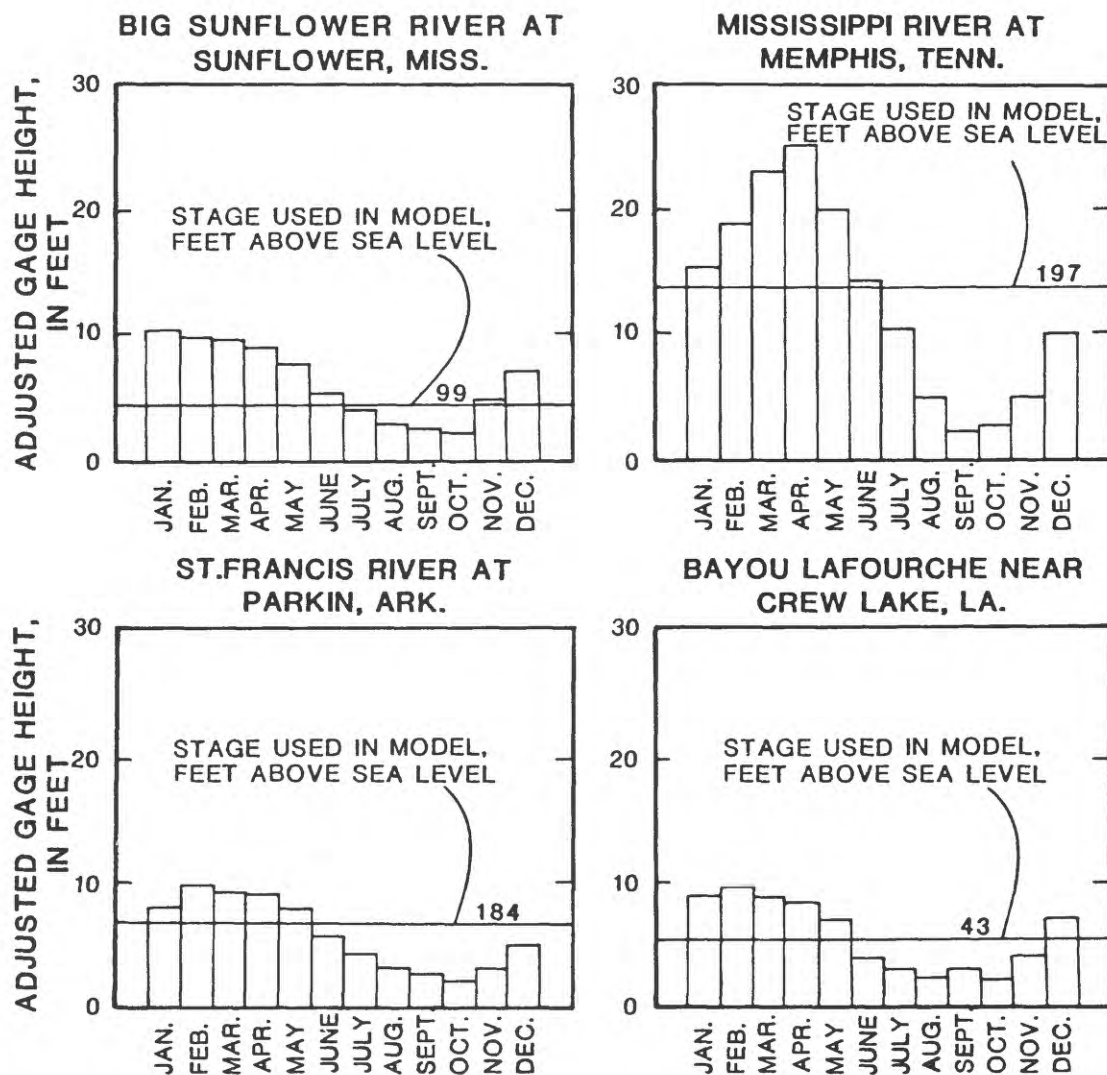 BIG SUNFLOWER RIVER AT
SUNFLOWER, MISS.
ADJUSTED GAGE HEIGHT,
IN FEET
30
20
10
0
STAGE USED IN MODEL,
FEET ABOVE SEA LEVEL
99
JAN.
FEB.
MAR.
APR.
MAY
JUNE
JULY
AUG.
SEPT.
OCT.
NOV.
DEC.
MISSISSIPPI RIVER AT
MEMPHIS, TENN.
30
20
10
0
STAGE USED IN MODEL,
FEET ABOVE SEA LEVEL
197
JAN.
FEB.
MAR.
APR.
MAY
JUNE
JULY
AUG.
SEPT.
OCT.
NOV.
DEC.
ST.FRANCIS RIVER AT
PARKIN, ARK.
ADJUSTED GAGE HEIGHT,
IN FEET
30
20
10
0
STAGE USED IN MODEL,
FEET ABOVE SEA LEVEL
184
JAN.
FEB.
MAR.
APR.
MAY
JUNE
JULY
AUG.
SEPT.
OCT.
NOV.
DEC.
BAYOU LAFOURCHE NEAR
CREW LAKE, LA.
30
20
10
0
STAGE USED IN MODEL,
FEET ABOVE SEA LEVEL
43
JAN.
FEB.
MAR.
APR.
MAY
JUNE
JULY
AUG.
SEPT.
OCT.
NOV.
DEC.